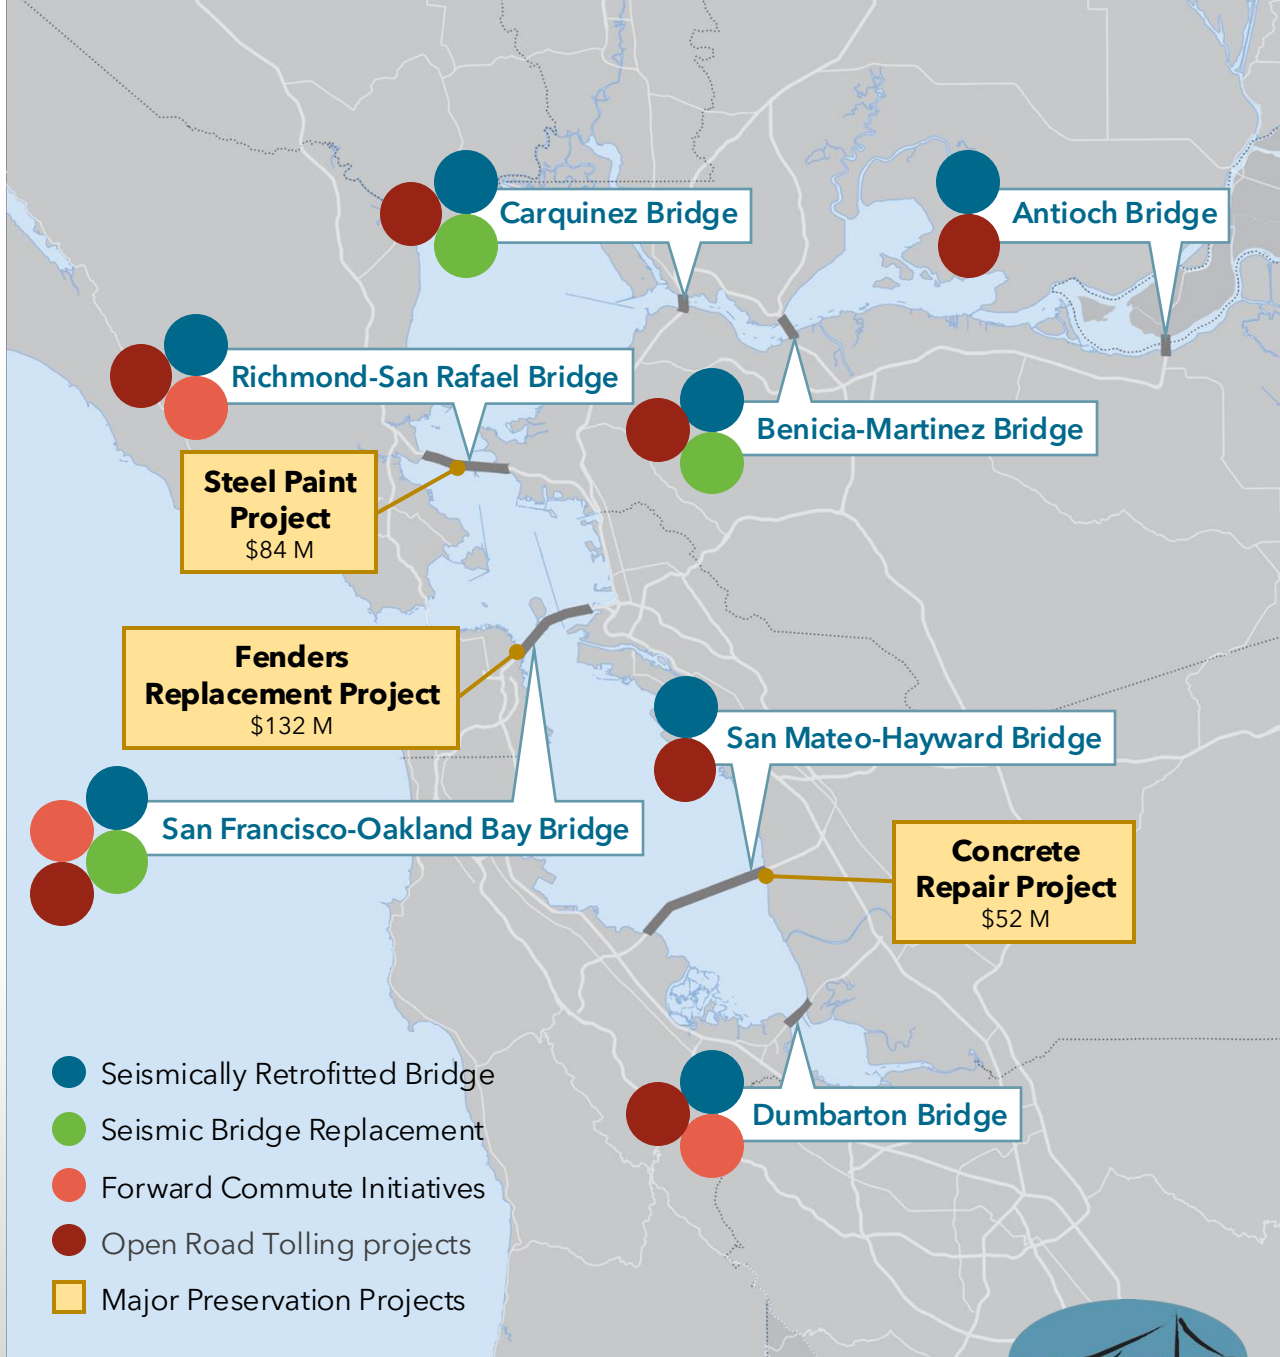 Carquinez Bridge
Antioch Bridge
Richmond-San Rafael Bridge
Benicia-Martinez Bridge
Steel Paint
Project
$84 M
Fenders
Replacement Project
$132 M
San Mateo-Hayward Bridge
San Francisco-Oakland Bay Bridge
Concrete
Repair Project
$52 M
Dumbarton Bridge
Seismically Retrofitted Bridge
Seismic Bridge Replacement
Forward Commute Initiatives
Open Road Tolling projects
Major Preservation Projects